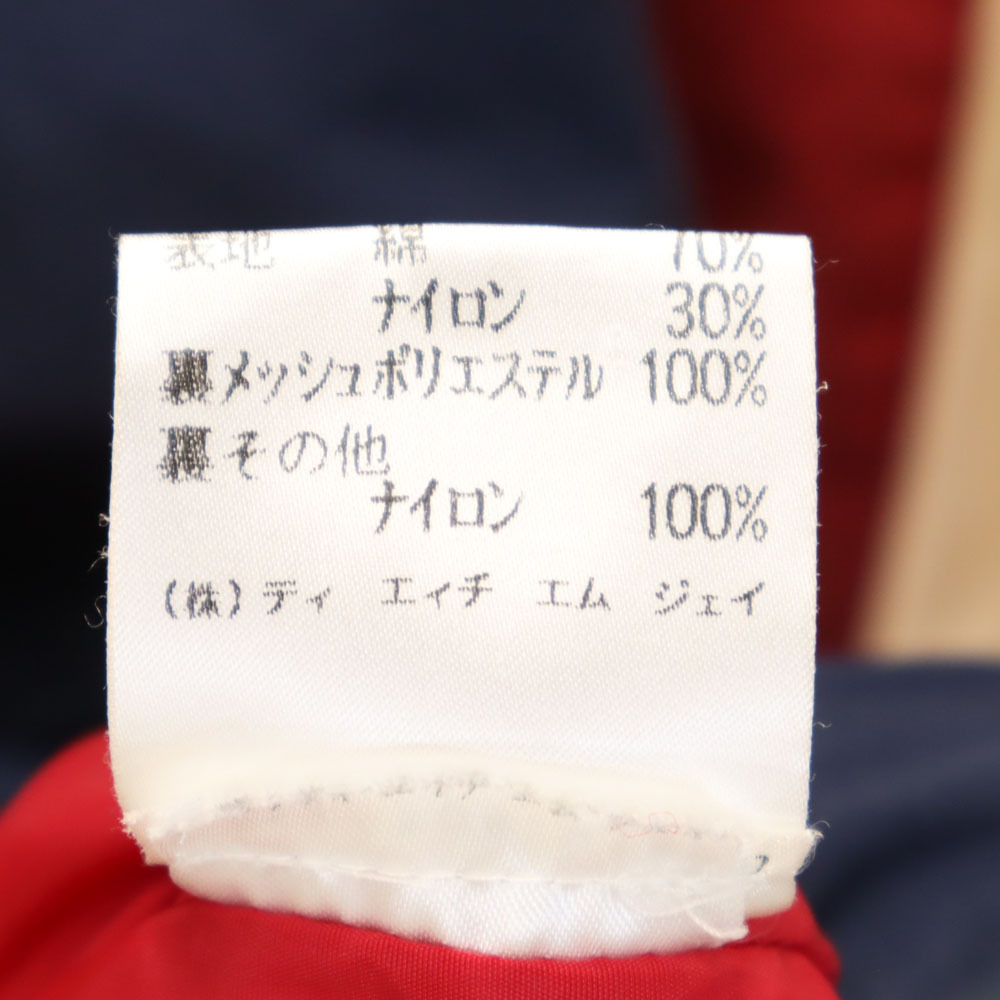 表地 綿 70%
ナイロン 30%
裏メッシュポリエステル 100%
裏その他
ナイロン 100%
(株)ティ エイチ エム ジェイ